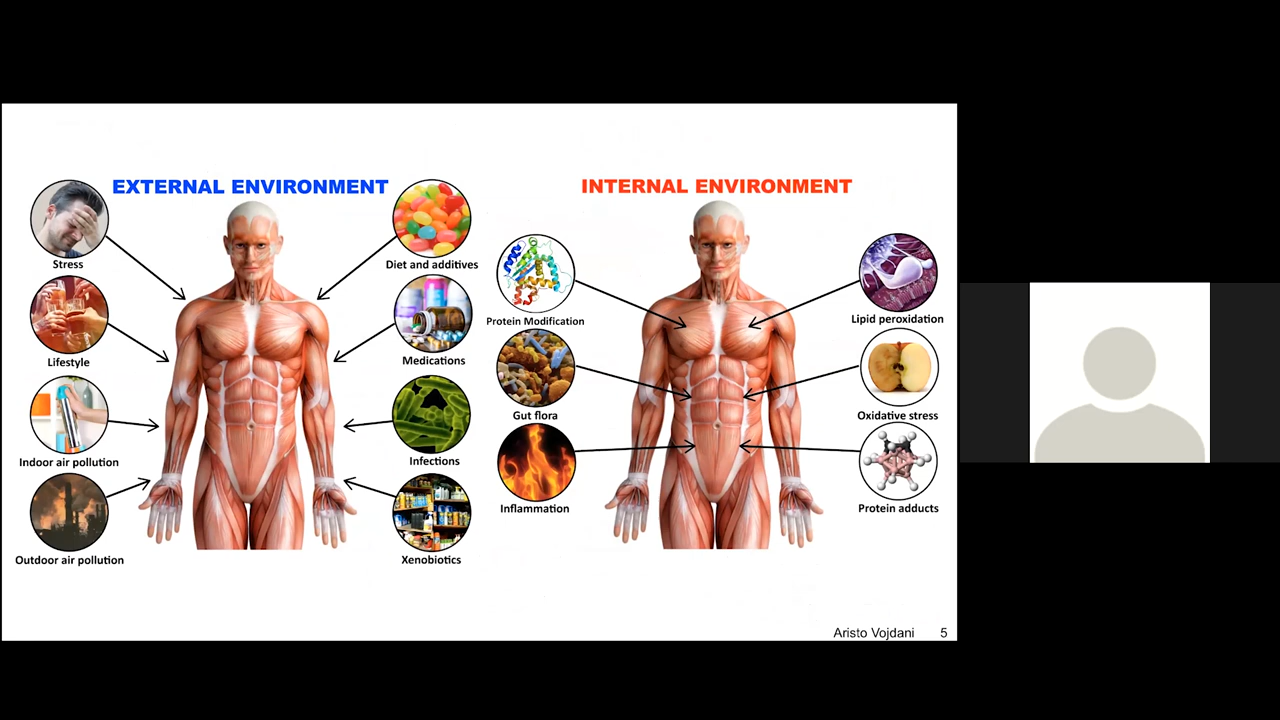 EXTERNAL ENVIRONMENT
Stress
Diet and additives
Lifestyle
Medications
Indoor air pollution
Infections
Outdoor air pollution
Xenobiotics
INTERNAL ENVIRONMENT
Protein Modification
Lipid peroxidation
Gut flora
Oxidative stress
Inflammation
Protein adducts
Aristo Vojdani 5